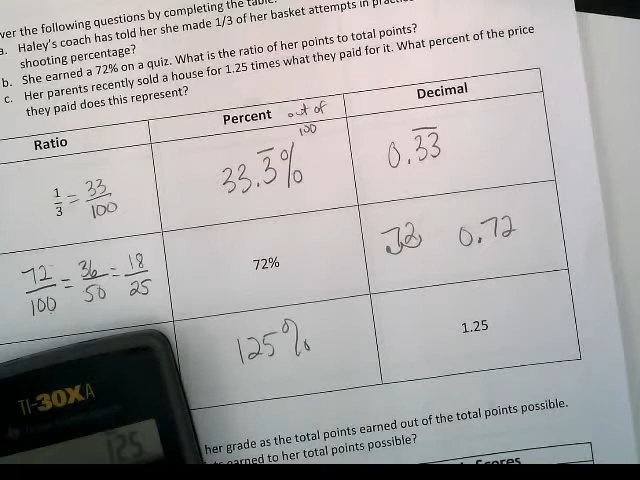 ver the following questions by completing the table.
a. Haley's coach has told her she made 1/3 of her basket attempts in practice
shooting percentage?
b. She earned a 72% on a quiz. What is the ratio of her points to total points?
c. Her parents recently sold a house for 1.25 times what they paid for it. What percent of the price
they paid does this represent?
Ratio Percent out of 100 Decimal
1/3 = 33/100 33.3̅% 0.3̅3̅
72/100 = 36/50 = 18/25 72% 0.72
125% 1.25
TI-30XA
125
her grade as the total points earned out of the total points possible.
earned to her total points possible?
Scores